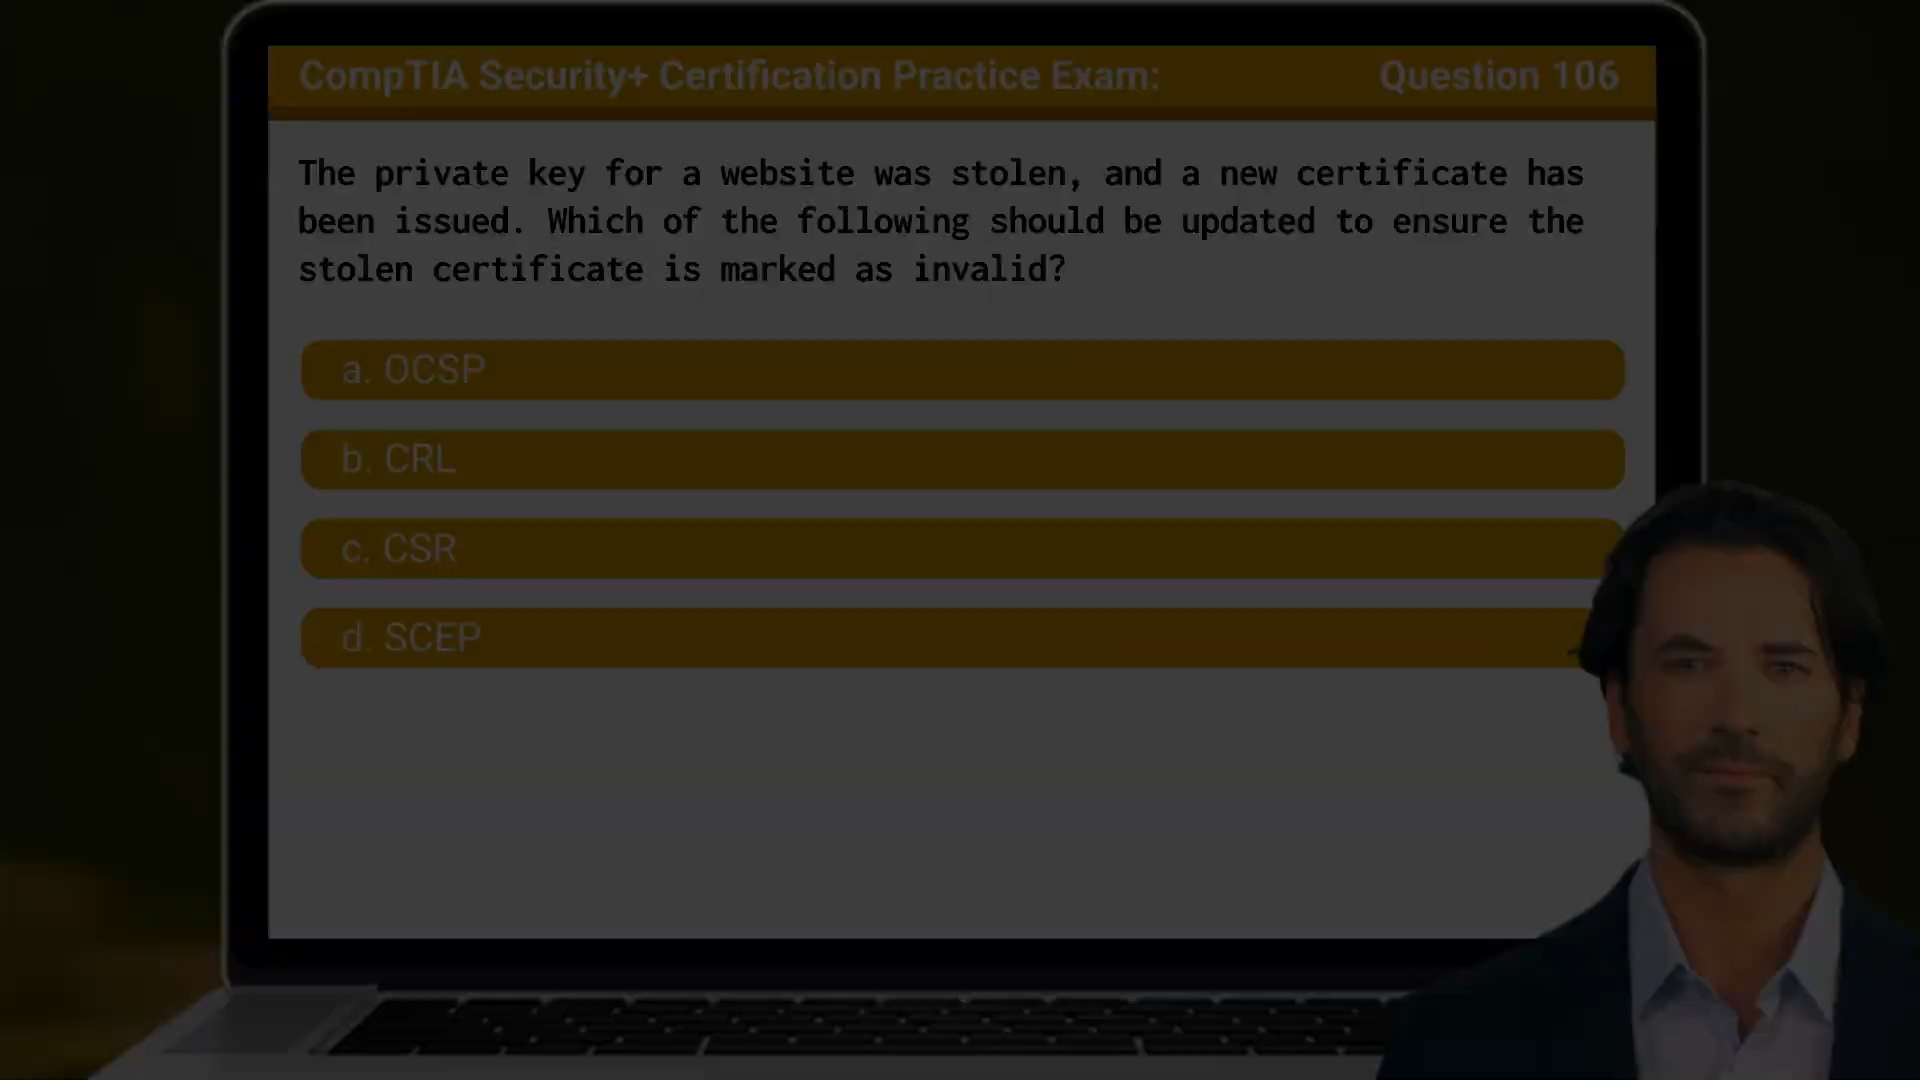 CompTIA Security+ Certification Practice Exam: Question 106
The private key for a website was stolen, and a new certificate has
been issued. Which of the following should be updated to ensure the
stolen certificate is marked as invalid?
a. OCSP
b. CRL
c. CSR
d. SCEP